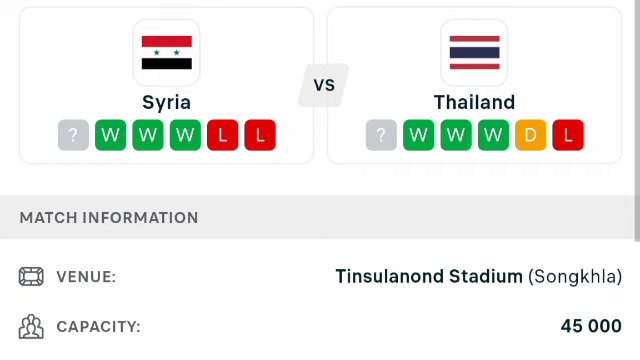 VS
Syria
Thailand
? W W W L L
? W W W D L
MATCH INFORMATION
VENUE: Tinsulanond Stadium (Songkhla)
CAPACITY: 45 000